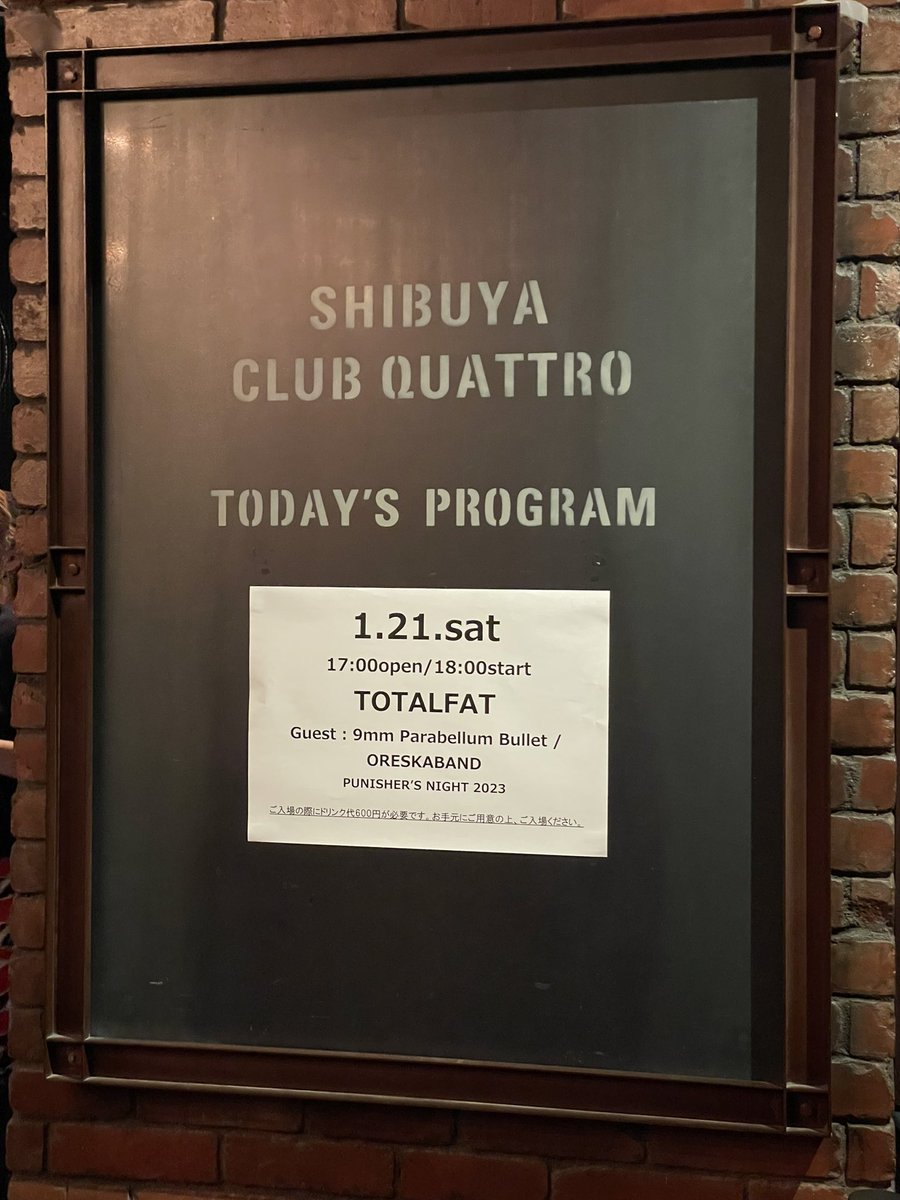 SHIBUYA
CLUB QUATTRO
TODAY'S PROGRAM
1.21.sat
17:00open/18:00start
TOTALFAT
Guest : 9mm Parabellum Bullet /
ORESKABAND
PUNISHER'S NIGHT 2023
ご入場の際にドリンク代600円が必要です。お手元にご用意の上、ご入場ください。